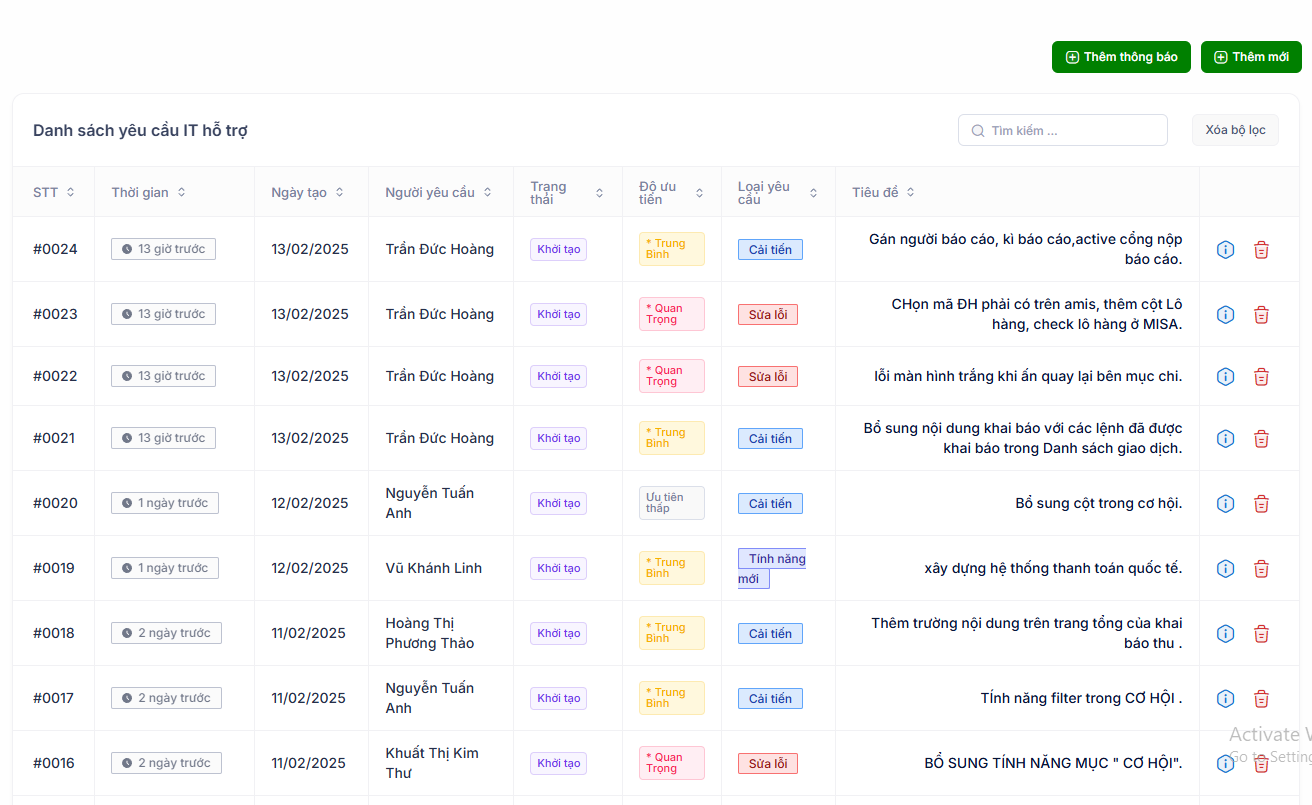 Thêm thông báo
Thêm mới
Danh sách yêu cầu IT hỗ trợ
Tìm kiếm ...
Xóa bộ lọc
STT
Thời gian
Ngày tạo
Người yêu cầu
Trạng
thái
Độ ưu
tiên
Loại yêu
cầu
Tiêu đề
#0024
13 giờ trước
13/02/2025
Trần Đức Hoàng
Khởi tạo
* Trung
Bình
Cải tiến
Gán người báo cáo, kì báo cáo,active cổng nộp
báo cáo.
#0023
13 giờ trước
13/02/2025
Trần Đức Hoàng
Khởi tạo
* Quan
Trọng
Sửa lỗi
CHọn mã ĐH phải có trên amis, thêm cột Lô
hàng, check lô hàng ở MISA.
#0022
13 giờ trước
13/02/2025
Trần Đức Hoàng
Khởi tạo
* Quan
Trọng
Sửa lỗi
lỗi màn hình trắng khi ấn quay lại bên mục chi.
#0021
13 giờ trước
13/02/2025
Trần Đức Hoàng
Khởi tạo
* Trung
Bình
Cải tiến
Bổ sung nội dung khai báo với các lệnh đã được
khai báo trong Danh sách giao dịch.
#0020
1 ngày trước
12/02/2025
Nguyễn Tuấn
Anh
Khởi tạo
Ưu tiên
thấp
Cải tiến
Bổ sung cột trong cơ hội.
#0019
1 ngày trước
12/02/2025
Vũ Khánh Linh
Khởi tạo
* Trung
Bình
Tính năng
mới
xây dựng hệ thống thanh toán quốc tế.
#0018
2 ngày trước
11/02/2025
Hoàng Thị
Phương Thảo
Khởi tạo
* Trung
Bình
Cải tiến
Thêm trường nội dung trên trang tổng của khai
báo thu .
#0017
2 ngày trước
11/02/2025
Nguyễn Tuấn
Anh
Khởi tạo
* Trung
Bình
Cải tiến
Tính năng filter trong CƠ HỘI .
#0016
2 ngày trước
11/02/2025
Khuất Thị Kim
Thư
Khởi tạo
* Quan
Trọng
Sửa lỗi
BỔ SUNG TÍNH NĂNG MỤC " CƠ HỘI".
Activate
Go to